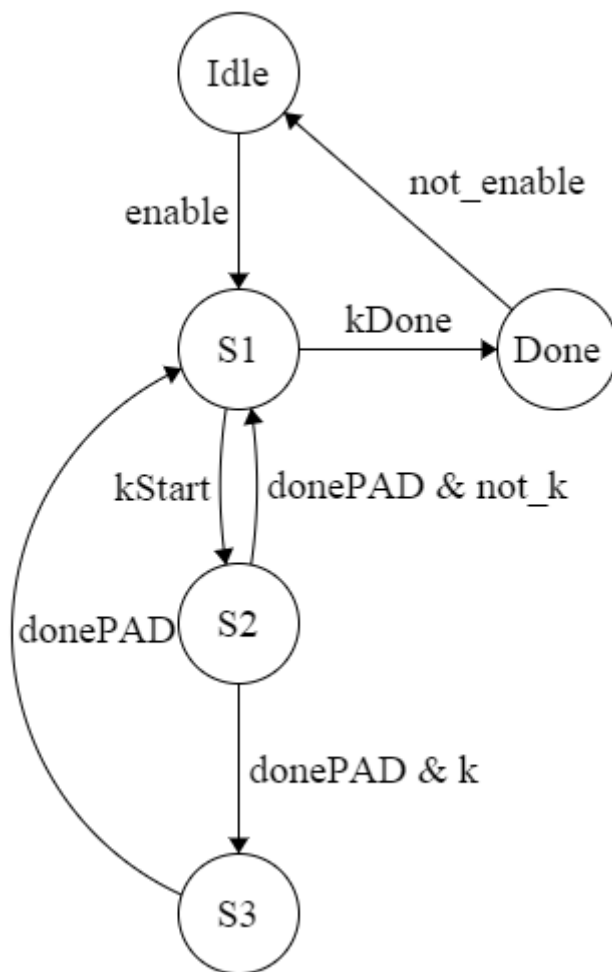 Idle
not_enable
enable
S1
kDone
Done
kStart
donePAD & not_k
S2
donePAD
donePAD & k
S3